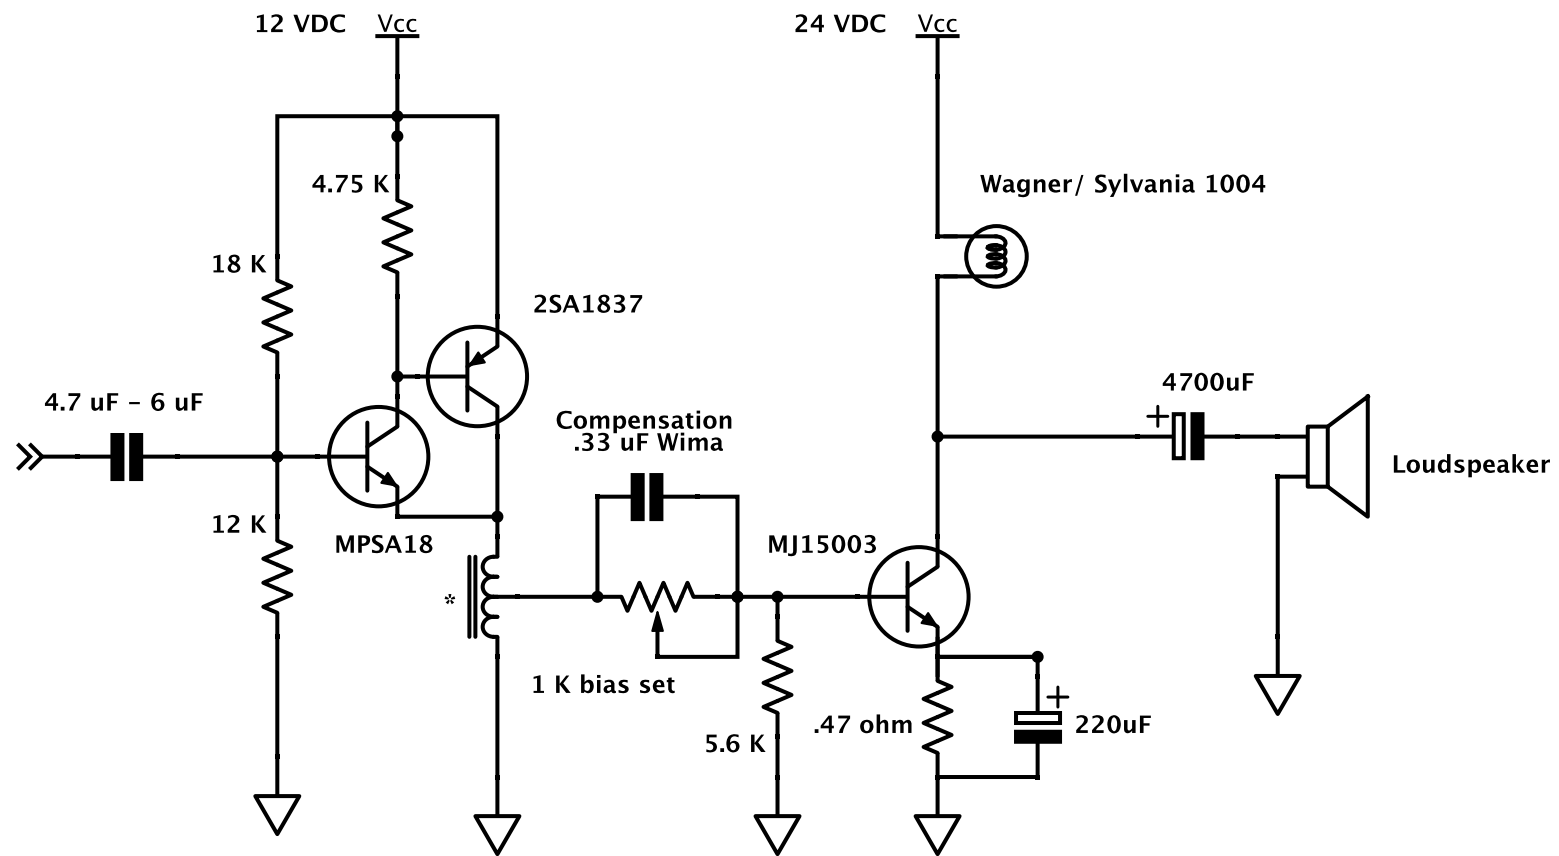 12 VDC Vcc
24 VDC Vcc
4.75 K
Wagner/ Sylvania 1004
18 K
2SA1837
4.7 uF – 6 uF
4700uF
+
Compensation
.33 uF Wima
Loudspeaker
12 K
MPSA18
MJ15003
*
1 K bias set
+
.47 ohm
220uF
5.6 K